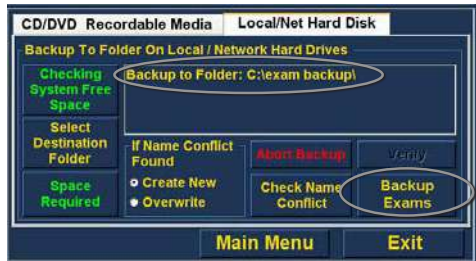 CD/DVD Recordable Media
Local/Net Hard Disk
Backup To Folder On Local / Network Hard Drives
Checking
System Free
Space
Backup to Folder: C:\exam backup\
Select
Destination
Folder
If Name Conflict
Found
Abort Backup
Verify
Space
Required
Create New
Overwrite
Check Name
Conflict
Backup
Exams
Main Menu
Exit